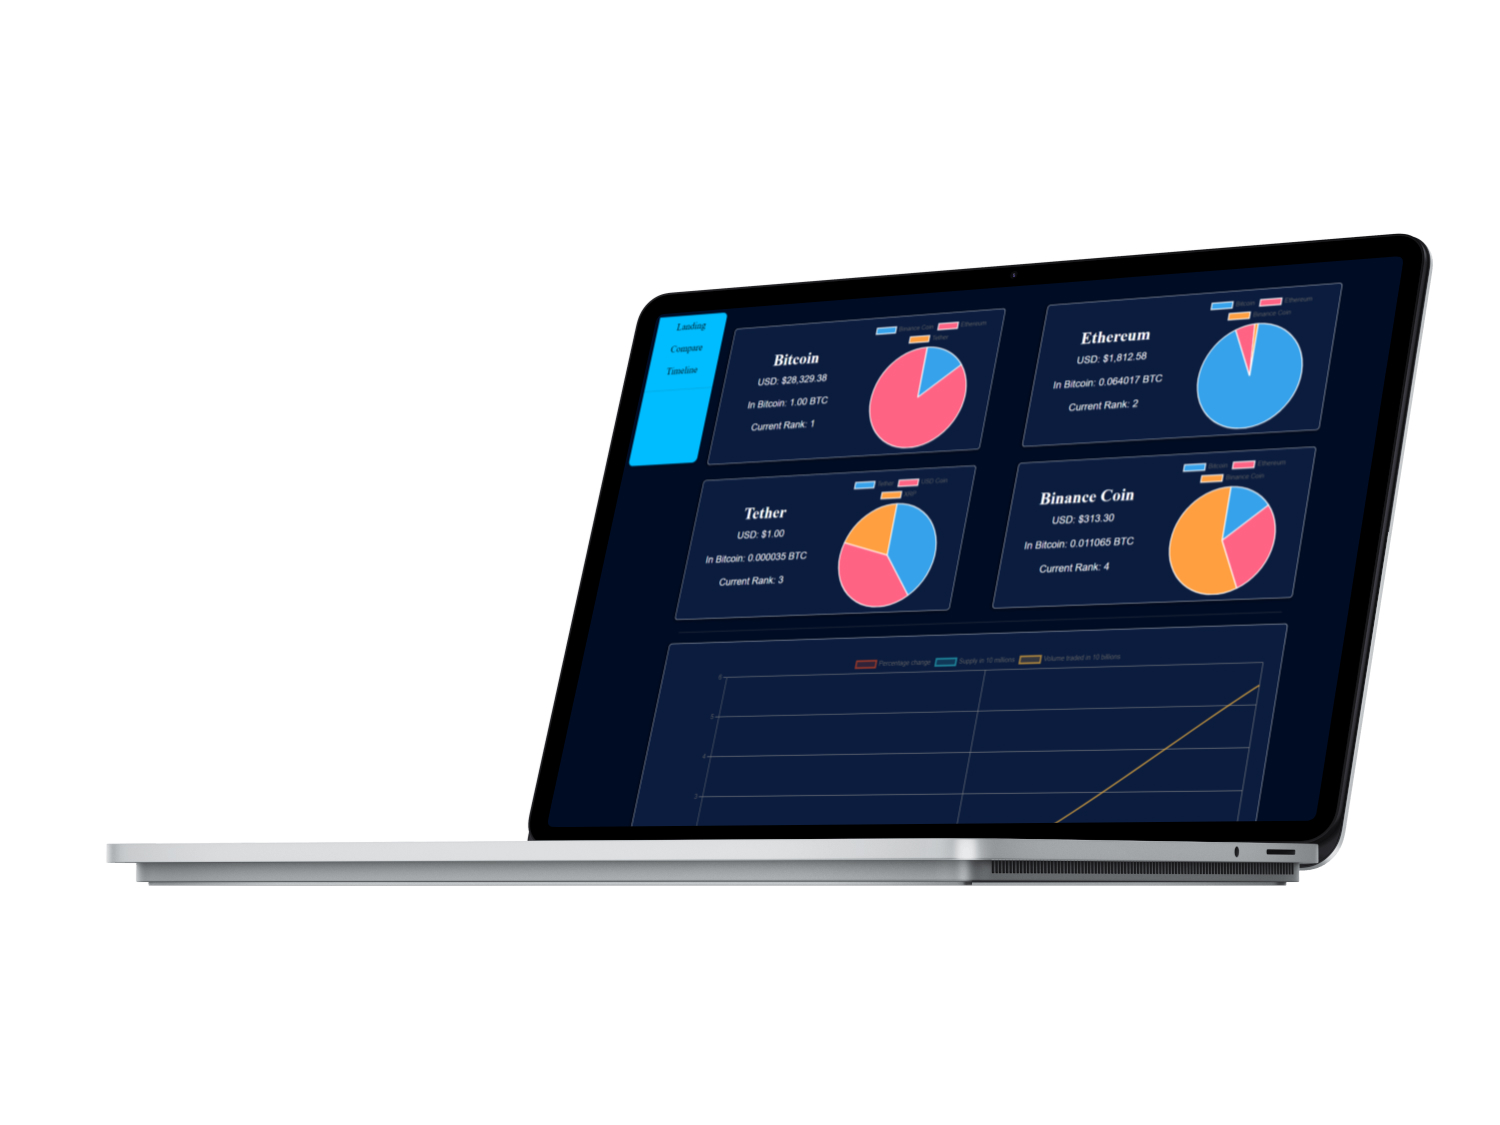 Landing
Compare
Timeline
Bitcoin
USD: $28,329.38
In Bitcoin: 1.00 BTC
Current Rank: 1
Binance Coin
Ethereum
Tether
Ethereum
USD: $1,812.58
In Bitcoin: 0.064017 BTC
Current Rank: 2
Bitcoin
Ethereum
Binance Coin
Tether
USD: $1.00
In Bitcoin: 0.000035 BTC
Current Rank: 3
Tether
USD Coin
XRP
Binance Coin
USD: $313.30
In Bitcoin: 0.011065 BTC
Current Rank: 4
Bitcoin
Ethereum
Binance Coin
Percentage change
Supply in 10 millions
Volume traded in 10 billions
6
5
4
3